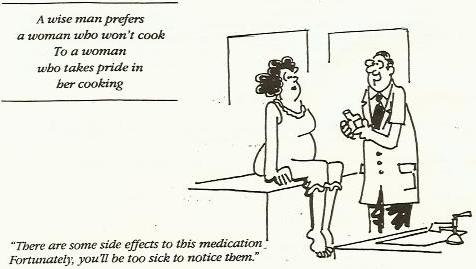 A wise man prefers
a woman who won't cook
To a woman
who takes pride in
her cooking
"There are some side effects to this medication
Fortunately, you'll be too sick to notice them."